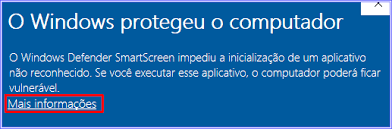 O Windows protegeu o computador
O Windows Defender SmartScreen impediu a inicialização de um aplicativo
não reconhecido. Se você executar esse aplicativo, o computador poderá ficar
vulnerável.
Mais informações